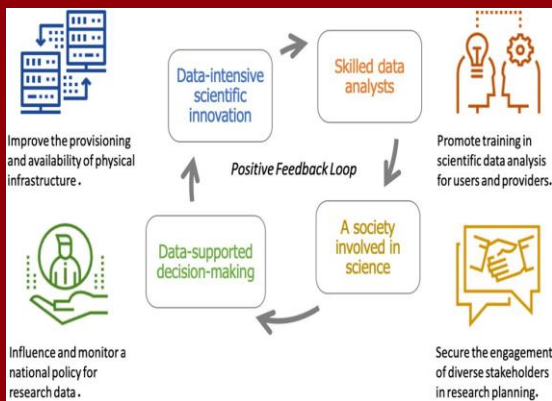 Data-intensive
scientific
innovation
Skilled data
analysts
Improve the provisioning
and availability of physical
infrastructure.
Positive Feedback Loop
Promote training in
scientific data analysis
for users and providers.
Data-supported
decision-making
A society
involved in
science
Influence and monitor a
national policy for
research data.
Secure the engagement
of diverse stakeholders
in research planning.